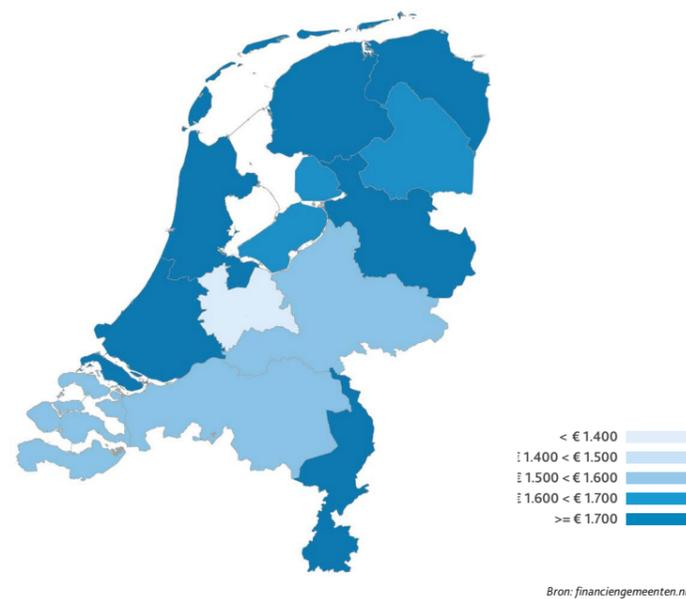 < € 1.400
€ 1.400 < € 1.500
€ 1.500 < € 1.600
€ 1.600 < € 1.700
>= € 1.700
Bron: financiengemeenten.n